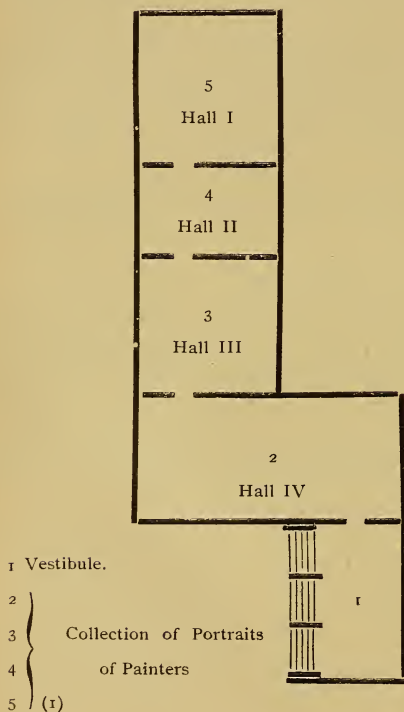 5
Hall I
4
Hall II
3
Hall III
2
Hall IV
1
1 Vestibule.
2
3 Collection of Portraits
4 of Painters
5 (1)